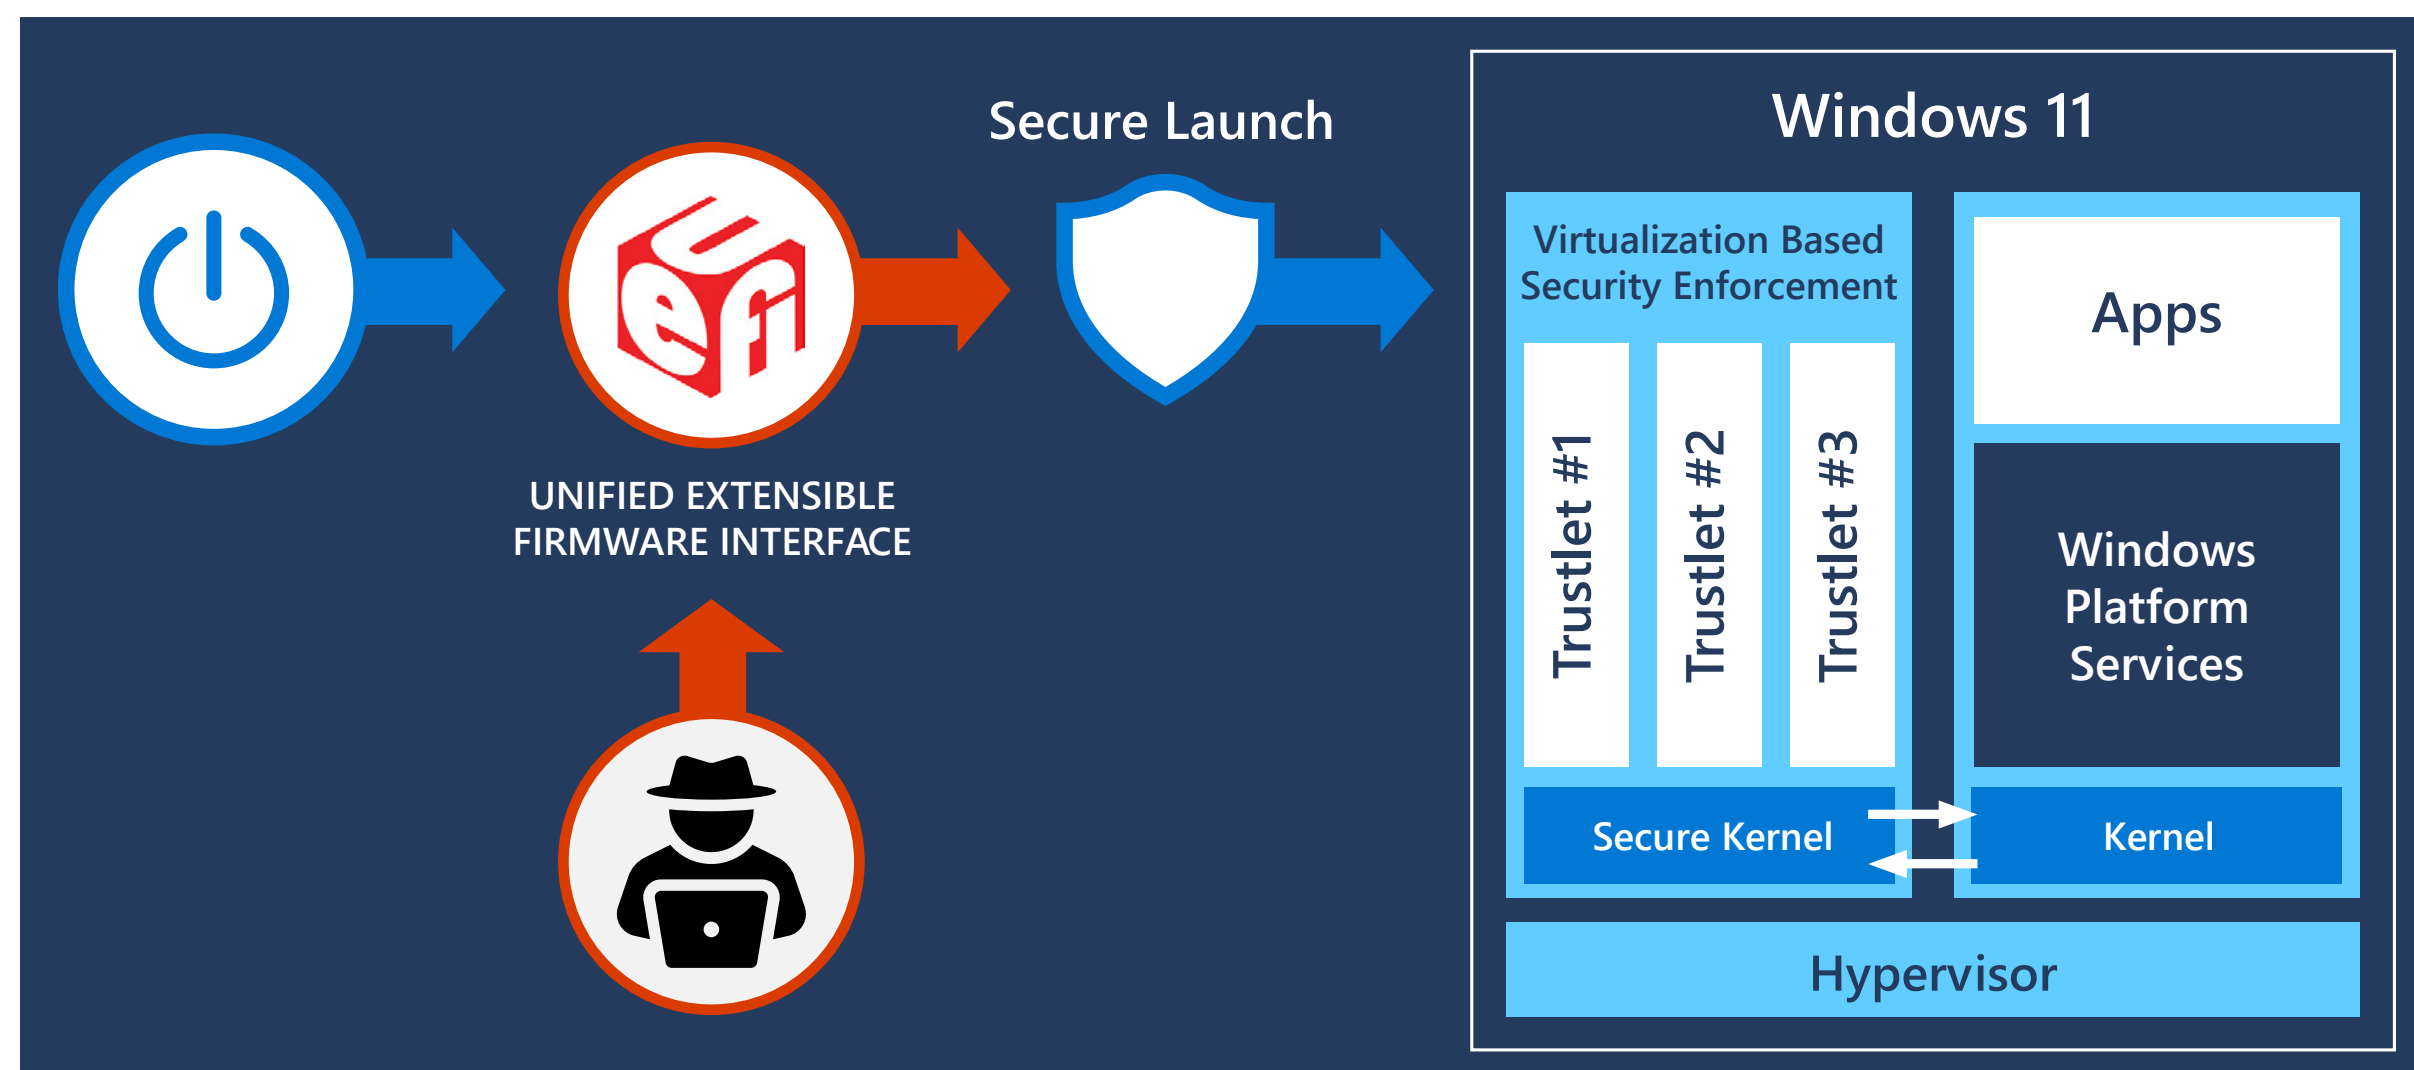 Secure Launch
Windows 11
UEFI
UNIFIED EXTENSIBLE
FIRMWARE INTERFACE
Virtualization Based
Security Enforcement
Trustlet #1
Trustlet #2
Trustlet #3
Secure Kernel
Apps
Windows
Platform
Services
Kernel
Hypervisor